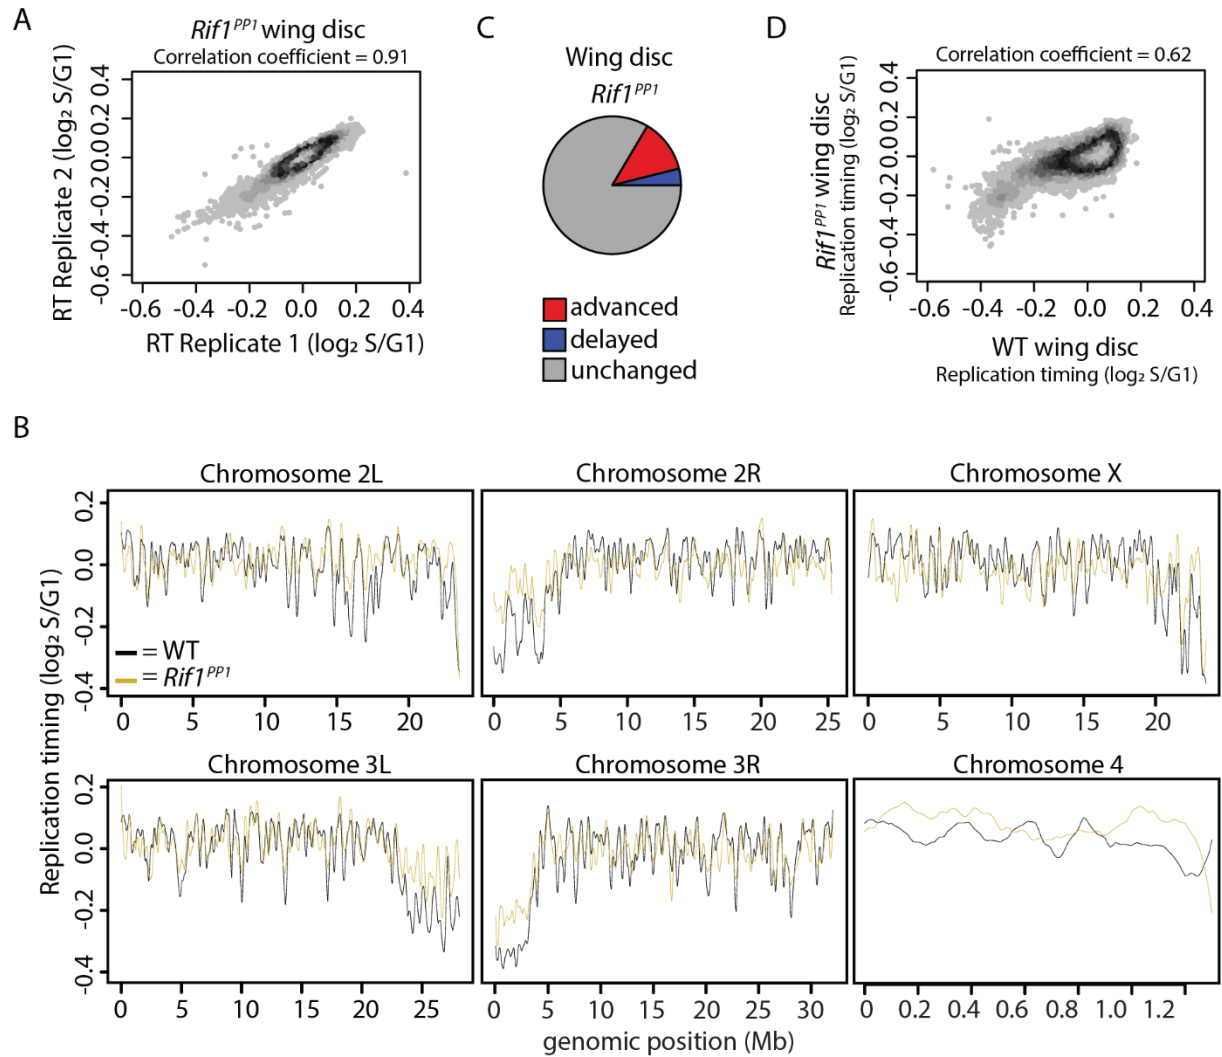 A
Rif1PP1 wing disc
Correlation coefficient = 0.91
RT Replicate 2 (log₂ S/G1)
0.4
0.2
0.0
-0.2
-0.4
-0.6
-0.6 -0.4 -0.2 0.0 0.2 0.4
RT Replicate 1 (log₂ S/G1)
C
Wing disc
Rif1PP1
advanced
delayed
unchanged
D
Correlation coefficient = 0.62
Rif1PP1 wing disc
Replication timing (log₂ S/G1)
0.4
0.2
0.0
-0.2
-0.4
-0.6
-0.6 -0.4 -0.2 0.0 0.2 0.4
WT wing disc
Replication timing (log₂ S/G1)
B
Replication timing (log₂ S/G1)
Chromosome 2L
0.2
0.0
-0.2
-0.4
= WT
= Rif1PP1
0 5 10 15 20
Chromosome 2R
0 5 10 15 20 25
Chromosome X
0 5 10 15 20
Chromosome 3L
0.2
0.0
-0.2
-0.4
0 5 10 15 20 25
Chromosome 3R
0 5 10 15 20 25 30
Chromosome 4
0 0.2 0.4 0.6 0.8 1.0 1.2
genomic position (Mb)